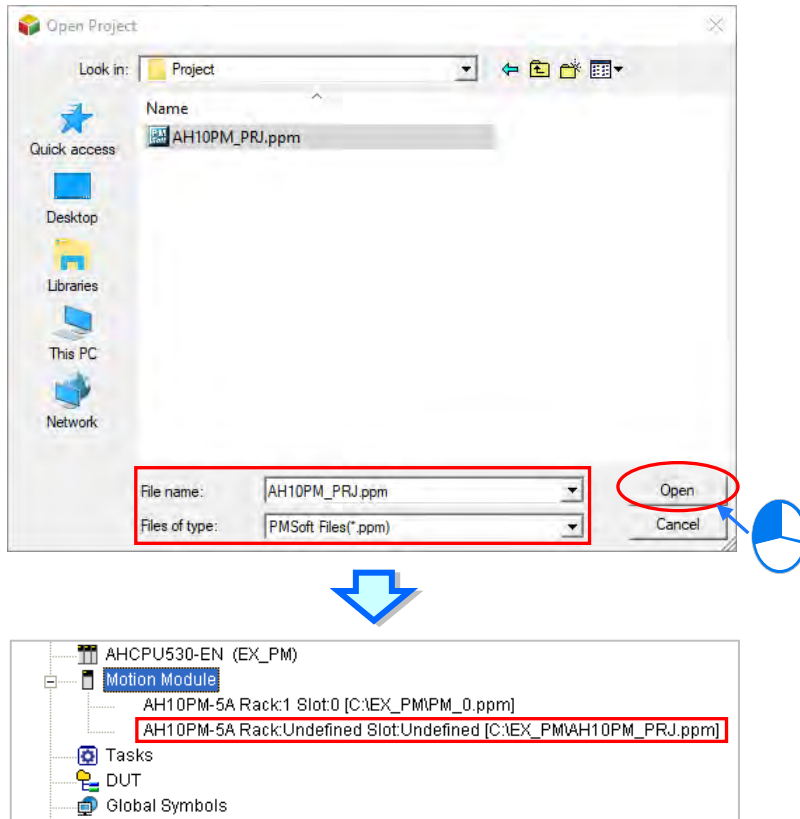 Open Project
Look in: Project
Name
AH10PM_PRJ.ppm
Quick access
Desktop
Libraries
This PC
Network
File name: AH10PM_PRJ.ppm Open
Files of type: PMSoft Files(*.ppm) Cancel
AHCPU530-EN (EX_PM)
Motion Module
AH10PM-5A Rack:1 Slot:0 [C:\EX_PM\PM_0.ppm]
AH10PM-5A Rack:Undefined Slot:Undefined [C:\EX_PM\AH10PM_PRJ.ppm]
Tasks
DUT
Global Symbols